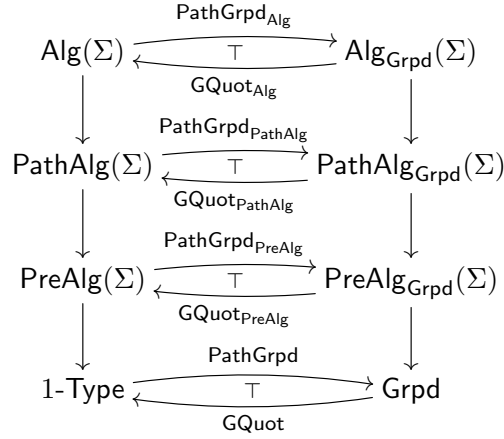 PathGrpd_Alg
Alg(Σ) ⊤ Alg_Grpd(Σ)
GQuot_Alg
PathGrpd_PathAlg
PathAlg(Σ) ⊤ PathAlg_Grpd(Σ)
GQuot_PathAlg
PathGrpd_PreAlg
PreAlg(Σ) ⊤ PreAlg_Grpd(Σ)
GQuot_PreAlg
PathGrpd
1-Type ⊤ Grpd
GQuot